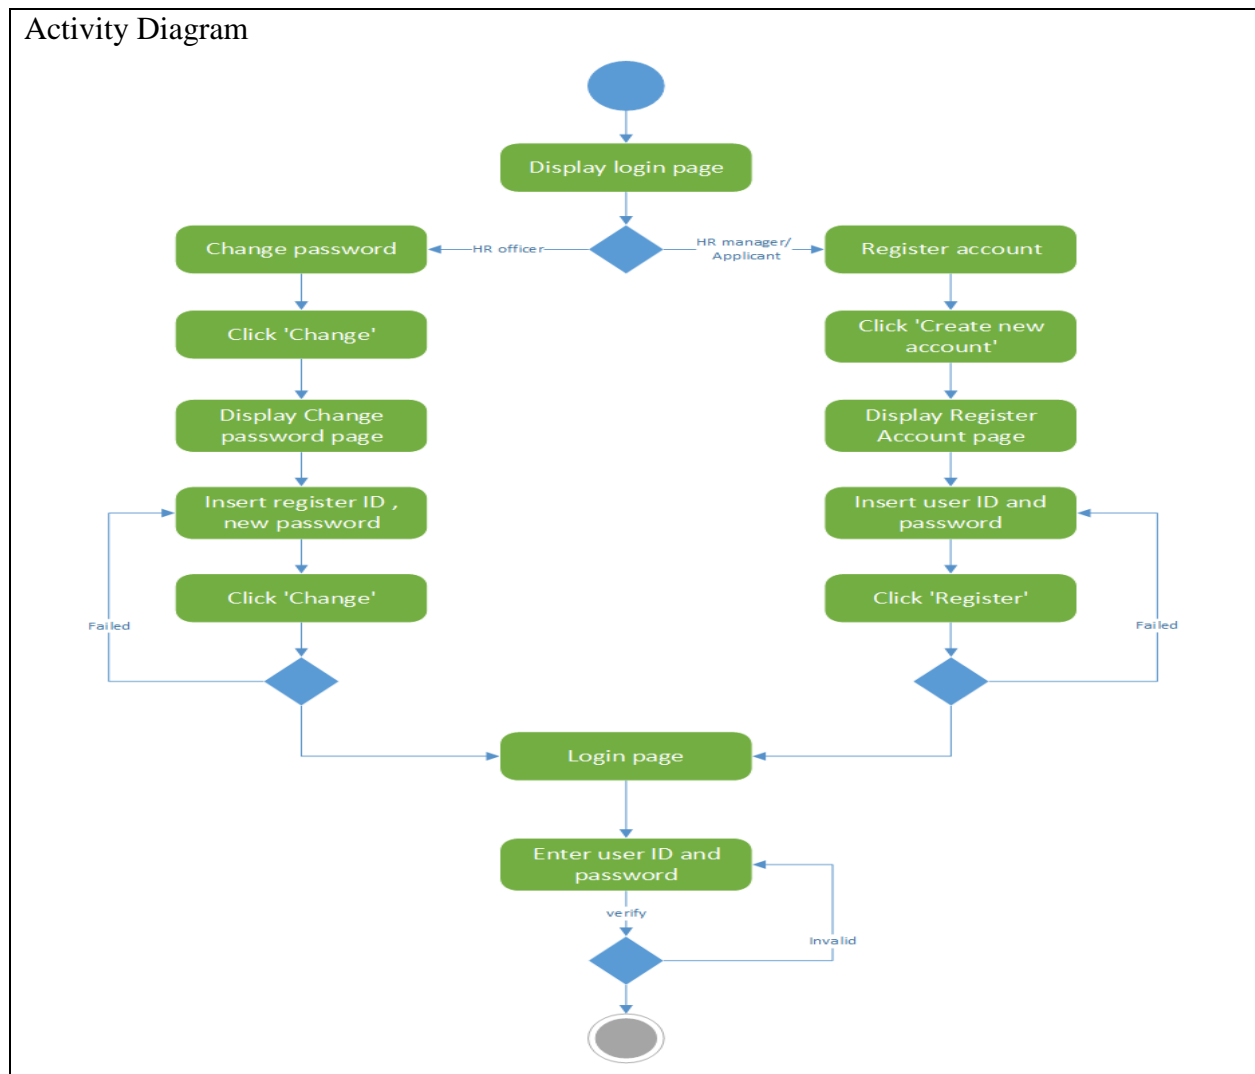 Activity Diagram
Display login page
Change password
HR officer
HR manager/
Applicant
Register account
Click 'Change'
Click 'Create new
account'
Display Change
password page
Display Register
Account page
Insert register ID ,
new password
Insert user ID and
password
Click 'Change'
Click 'Register'
Failed
Failed
Login page
Enter user ID and
password
verify
Invalid